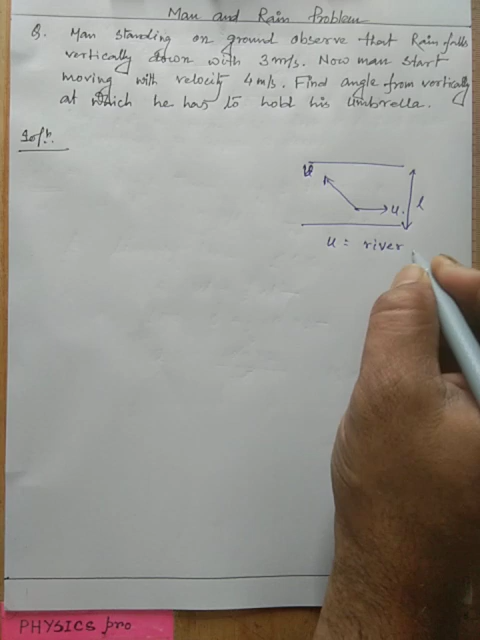 Man and Rain Problem
Q. Man standing on ground observe that Rain falls
vertically down with 3m/s. Now man start
moving with velocity 4m/s. Find angle from vertically
at which he has to hold his umbrella.
Solⁿ:
u.
l
u = river
PHYSICS pro